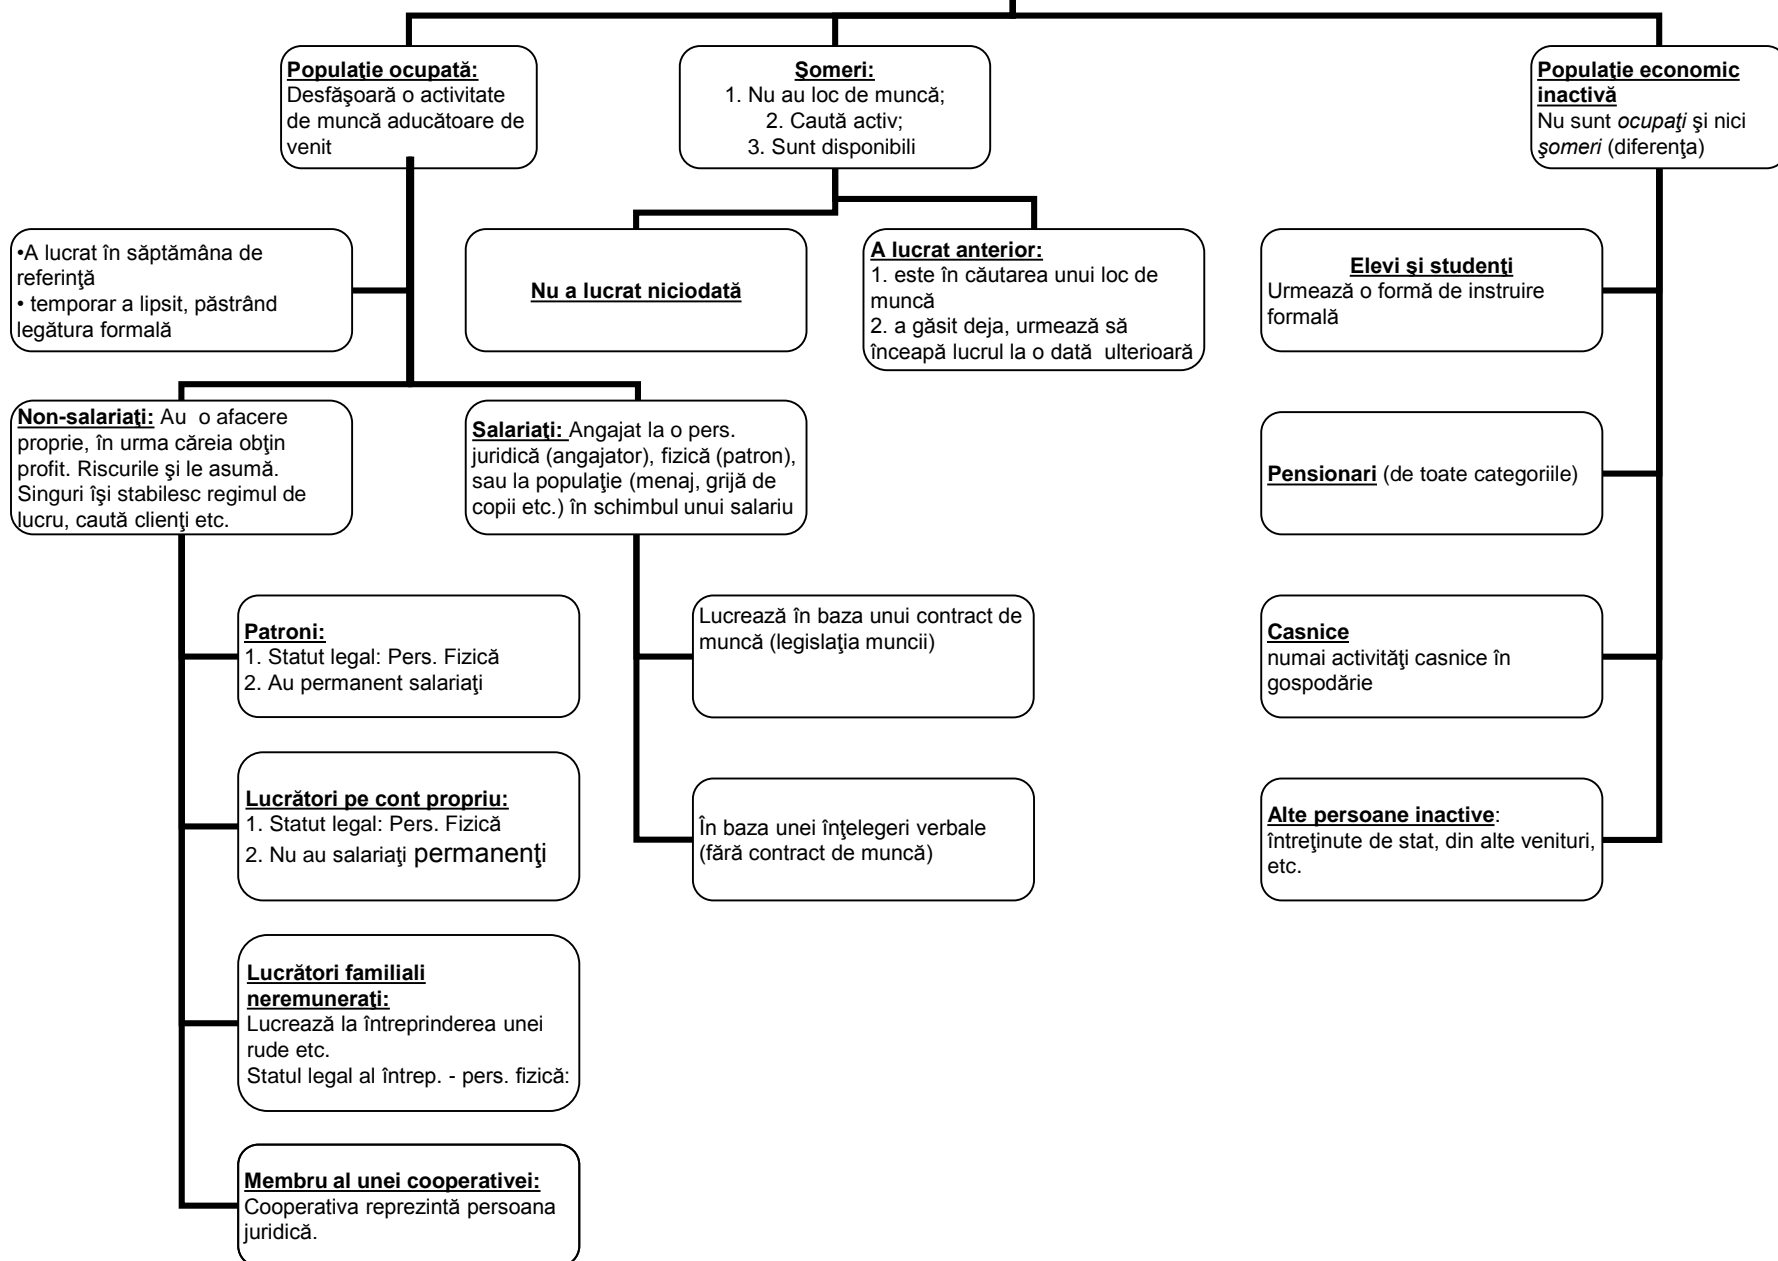 Populaţie ocupată:
Desfăşoară o activitate
de muncă aducătoare de
venit
Şomeri:
1. Nu au loc de muncă;
2. Caută activ;
3. Sunt disponibili
Populaţie economic
inactivă
Nu sunt ocupaţi şi nici
şomeri (diferenţa)
•A lucrat în săptămâna de
referinţă
• temporar a lipsit, păstrând
legătura formală
Nu a lucrat niciodată
A lucrat anterior:
1. este în căutarea unui loc de
muncă
2. a găsit deja, urmează să
înceapă lucrul la o dată ulterioară
Elevi şi studenţi
Urmează o formă de instruire
formală
Non-salariaţi: Au o afacere
proprie, în urma căreia obţin
profit. Riscurile şi le asumă.
Singuri îşi stabilesc regimul de
lucru, caută clienţi etc.
Salariaţi: Angajat la o pers.
juridică (angajator), fizică (patron),
sau la populaţie (menaj, grijă de
copii etc.) în schimbul unui salariu
Pensionari (de toate categoriile)
Patroni:
1. Statut legal: Pers. Fizică
2. Au permanent salariaţi
Lucrează în baza unui contract de
muncă (legislaţia muncii)
Casnice
numai activităţi casnice în
gospodărie
Lucrători pe cont propriu:
1. Statut legal: Pers. Fizică
2. Nu au salariaţi permanenţi
În baza unei înţelegeri verbale
(fără contract de muncă)
Alte persoane inactive:
întreţinute de stat, din alte venituri,
etc.
Lucrători familiali
neremuneraţi:
Lucrează la întreprinderea unei
rude etc.
Statul legal al întrep. - pers. fizică:
Membru al unei cooperativei:
Cooperativa reprezintă persoana
juridică.